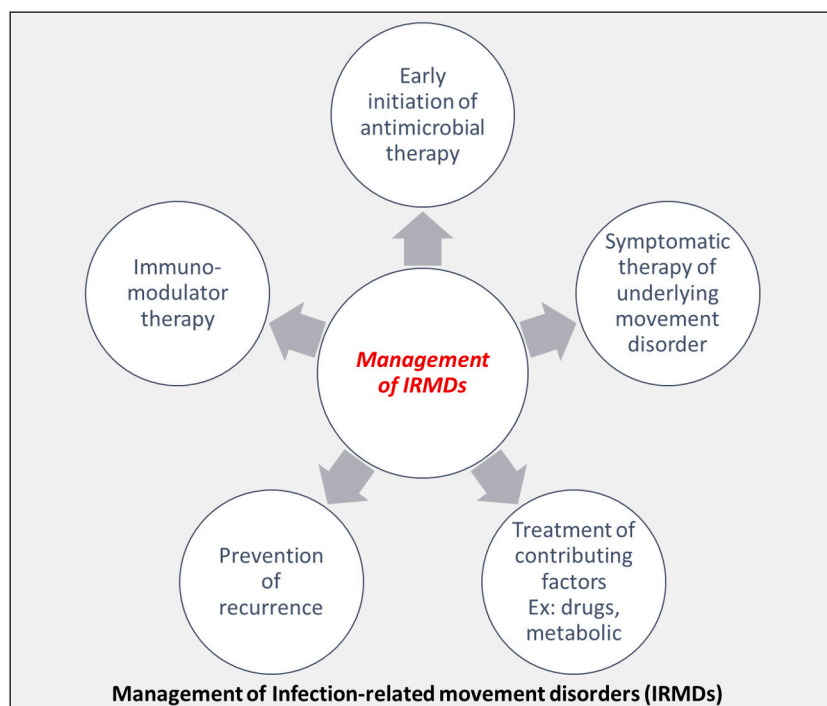 Early
initiation of
antimicrobial
therapy
Immuno-
modulator
therapy
Symptomatic
therapy of
underlying
movement
disorder
Management
of IRMDs
Prevention
of
recurrence
Treatment of
contributing
factors
Ex: drugs,
metabolic
Management of Infection-related movement disorders (IRMDs)